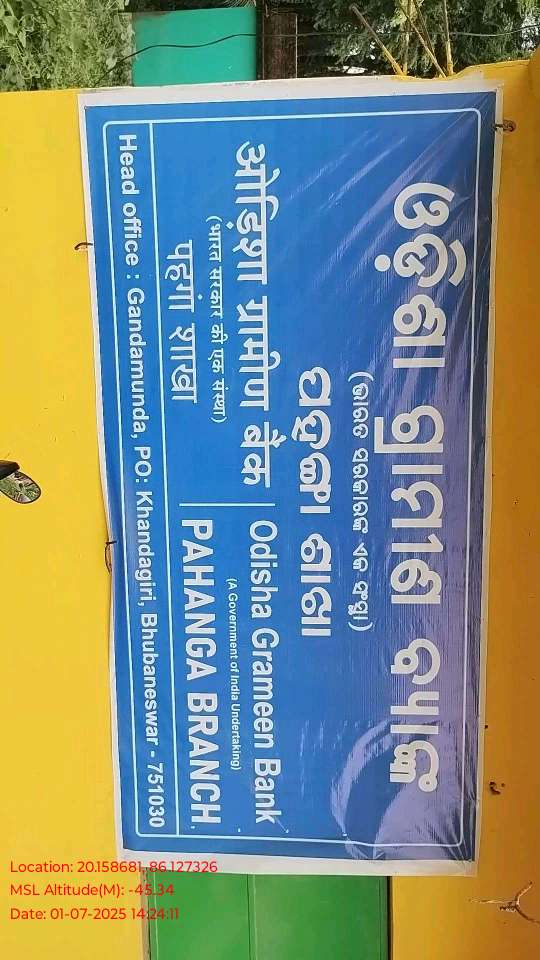 ଓଡ଼ିଶା ଗ୍ରାମୀଣ ବ୍ୟାଙ୍କ
(ଭାରତ ସରକାରଙ୍କ ଏକ ସଂସ୍ଥା)
ପହଙ୍ଗା ଶାଖା
ओड़िशा ग्रामीण बैंक
(भारत सरकार की एक संस्था)
पहगां शाखा
Odisha Grameen Bank
(A Government of India Undertaking)
PAHANGA BRANCH
Head office : Gandamunda, PO: Khandagiri, Bhubaneswar - 751030
Location: 20.158681, 86.127326
MSL Altitude(M): -45.34
Date: 01-07-2025 14:24:11